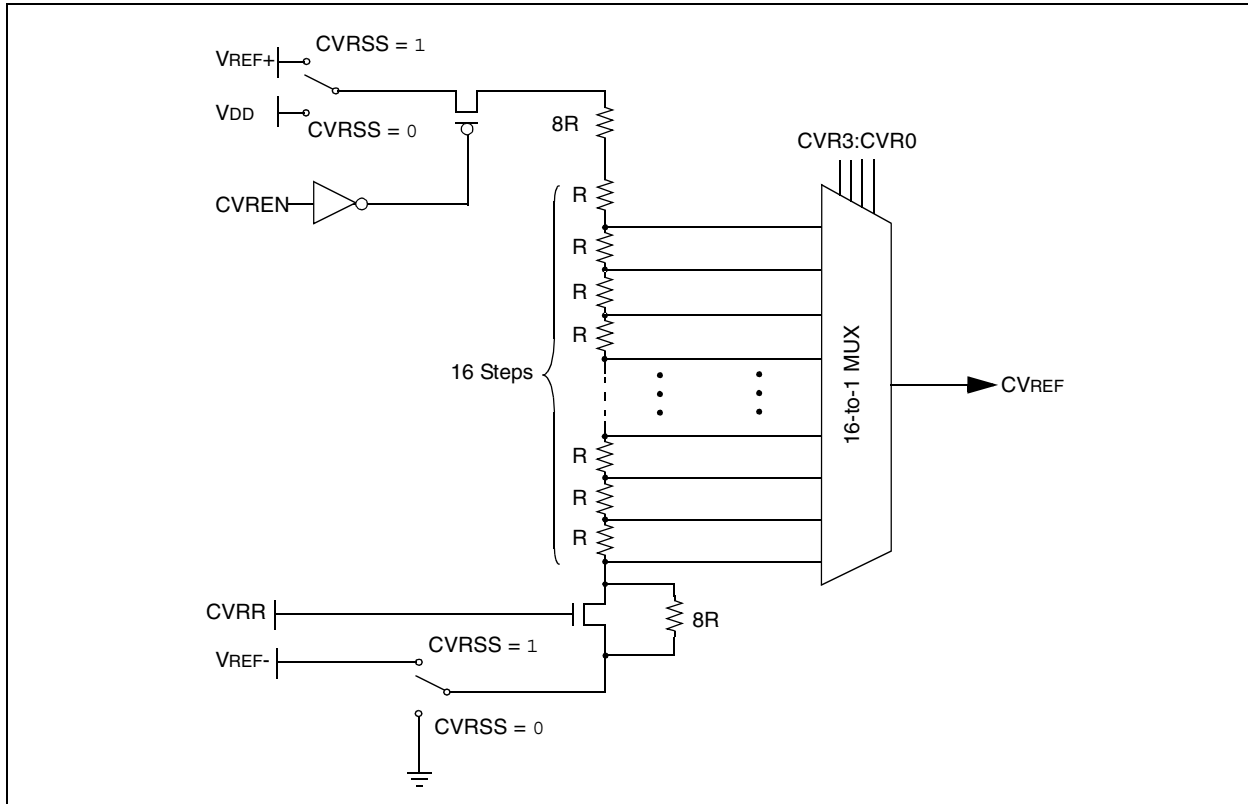 CVRSS = 1
VREF+
VDD
CVRSS = 0
8R
CVR3:CVR0
CVREN
R
R
R
R
16 Steps
16-to-1 MUX
CVREF
R
R
R
CVRR
8R
CVRSS = 1
VREF-
CVRSS = 0